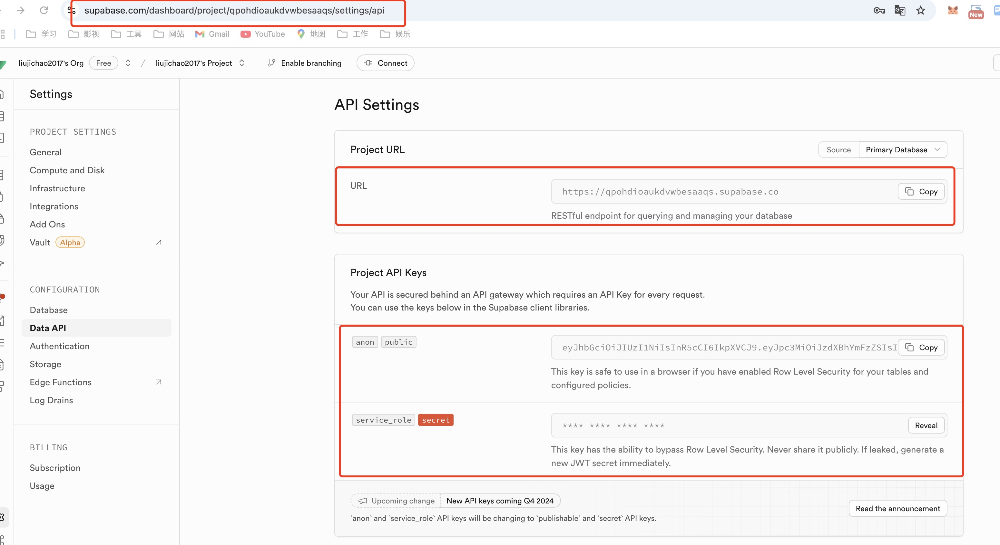 supabase.com/dashboard/project/qpohdioaukdvwbesaaqs/settings/api
New
学习 影视 工具 网站 Gmail YouTube 地图 工作 娱乐
liujichao2017's Org Free / liujichao2017's Project Enable branching Connect
Settings
PROJECT SETTINGS
General
Compute and Disk
Infrastructure
Integrations
Add Ons
Vault Alpha
CONFIGURATION
Database
Data API
Authentication
Storage
Edge Functions
Log Drains
BILLING
Subscription
Usage
API Settings
Project URL
Source Primary Database
URL
https://qpohdioaukdvwbesaaqs.supabase.co Copy
RESTful endpoint for querying and managing your database
Project API Keys
Your API is secured behind an API gateway which requires an API Key for every request.
You can use the keys below in the Supabase client libraries.
anon public
eyJhbGciOiJIUzI1NiIsInR5cCI6IkpXVCJ9.eyJpc3MiOiJzdXBhYmFzZSIsI Copy
This key is safe to use in a browser if you have enabled Row Level Security for your tables and
configured policies.
service_role secret
**** **** **** **** Reveal
This key has the ability to bypass Row Level Security. Never share it publicly. If leaked, generate a
new JWT secret immediately.
Upcoming change New API keys coming Q4 2024
`anon` and `service_role` API keys will be changing to `publishable` and `secret` API keys.
Read the announcement